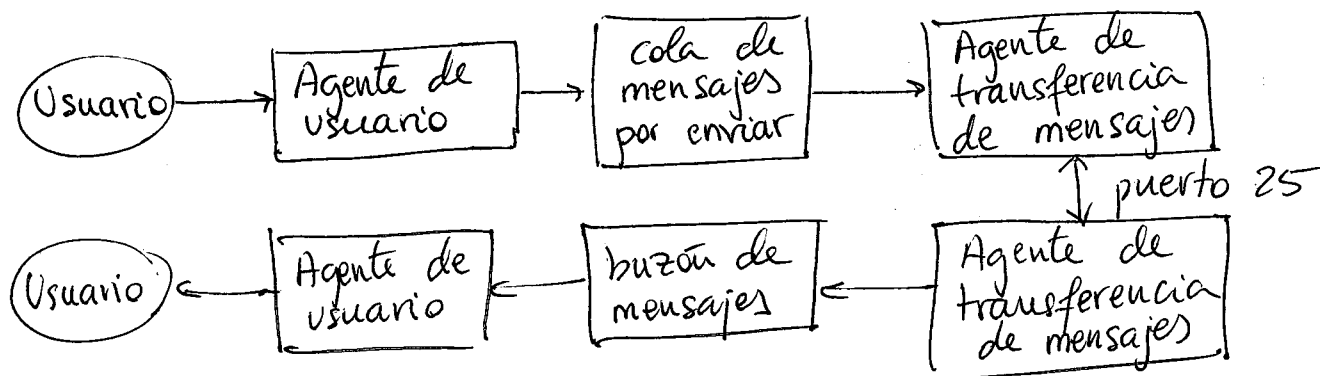 Usuario
Agente de
usuario
cola de
mensajes
por enviar
Agente de
transferencia
de mensajes
puerto 25
Usuario
Agente de
usuario
buzón de
mensajes
Agente de
transferencia
de mensajes